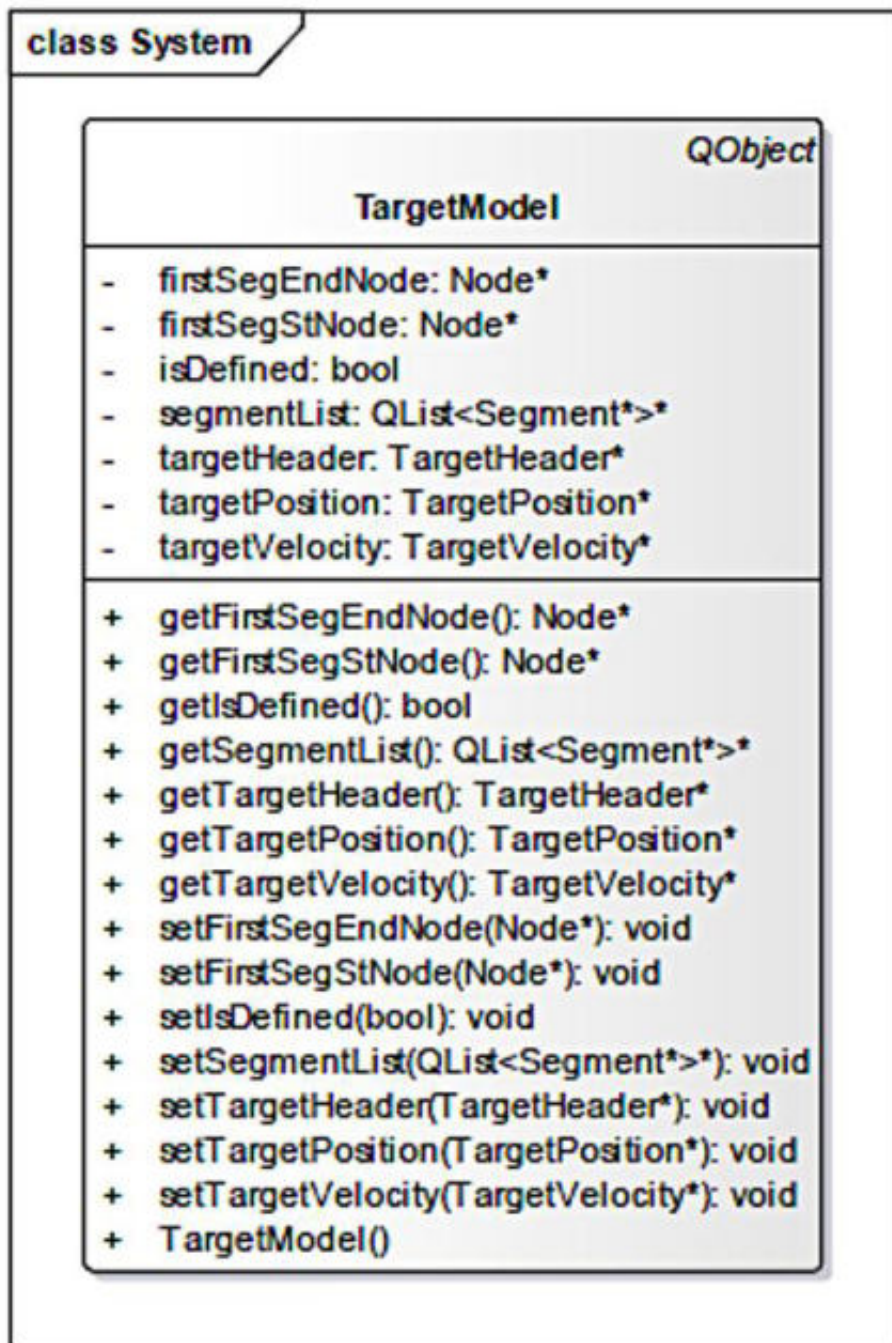 class System
QObject
TargetModel
- firstSegEndNode: Node*
- firstSegStNode: Node*
- isDefined: bool
- segmentList: QList<Segment*>*
- targetHeader: TargetHeader*
- targetPosition: TargetPosition*
- targetVelocity: TargetVelocity*
+ getFirstSegEndNode(): Node*
+ getFirstSegStNode(): Node*
+ getIsDefined(): bool
+ getSegmentList(): QList<Segment*>*
+ getTargetHeader(): TargetHeader*
+ getTargetPosition(): TargetPosition*
+ getTargetVelocity(): TargetVelocity*
+ setFirstSegEndNode(Node*): void
+ setFirstSegStNode(Node*): void
+ setIsDefined(bool): void
+ setSegmentList(QList<Segment*>*): void
+ setTargetHeader(TargetHeader*): void
+ setTargetPosition(TargetPosition*): void
+ setTargetVelocity(TargetVelocity*): void
+ TargetModel()